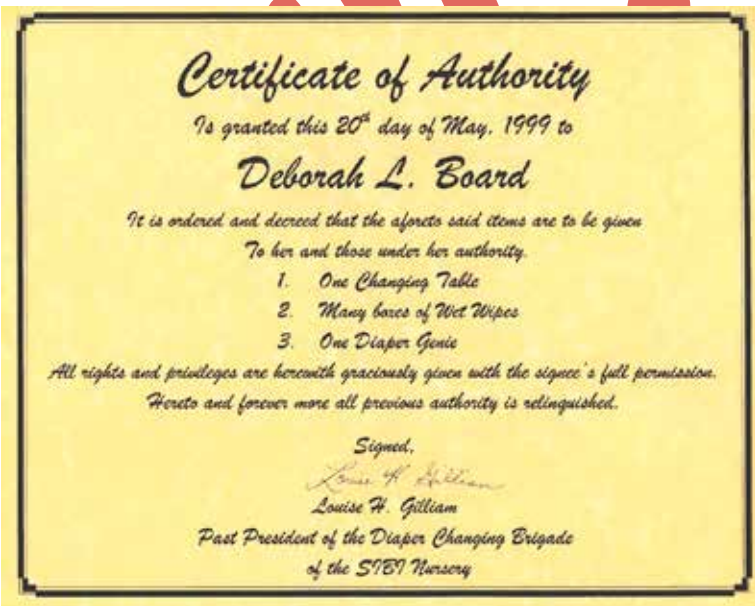 Certificate of Authority
Is granted this 20th day of May, 1999 to
Deborah L. Board
It is ordered and decreed that the aforeto said items are to be given
To her and those under her authority.
1. One Changing Table
2. Many boxes of Wet Wipes
3. One Diaper Genie
All rights and privileges are herewith graciously given with the signee's full permission.
Hereto and forever more all previous authority is relinquished.
Signed,
Louise H Gilliam
Louise H. Gilliam
Past President of the Diaper Changing Brigade
of the SIBI Nursery